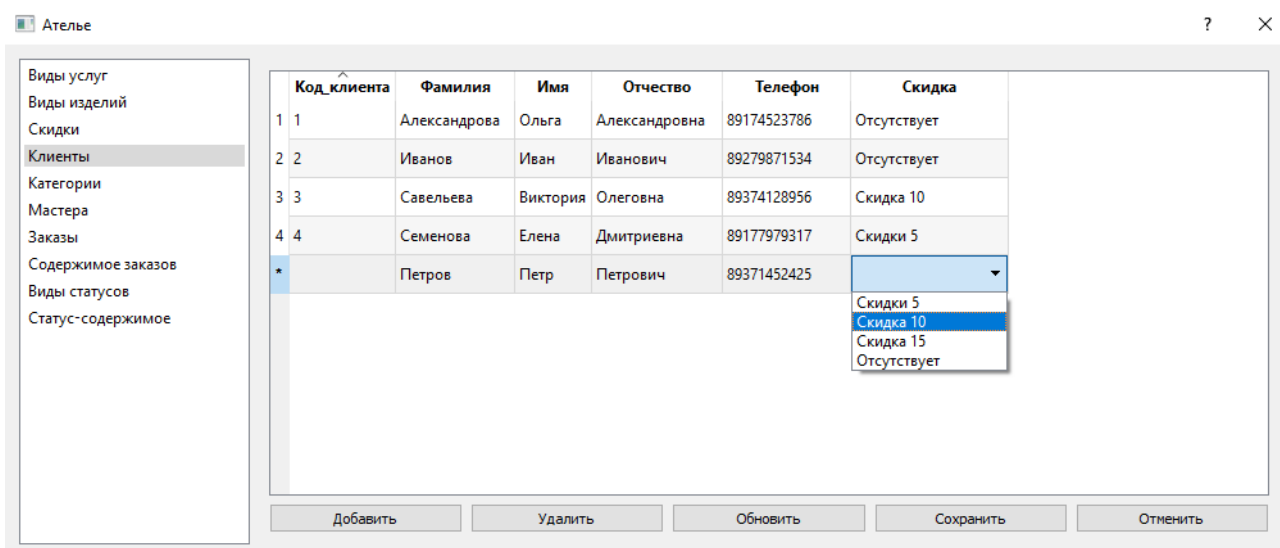 Ателье ?
Виды услуг
Виды изделий
Скидки
Клиенты
Категории
Мастера
Заказы
Содержимое заказов
Виды статусов
Статус-содержимое
Код_клиента Фамилия Имя Отчество Телефон Скидка
1 1 Александрова Ольга Александровна 89174523786 Отсутствует
2 2 Иванов Иван Иванович 89279871534 Отсутствует
3 3 Савельева Виктория Олеговна 89374128956 Скидка 10
4 4 Семенова Елена Дмитриевна 89177979317 Скидки 5
* Петров Петр Петрович 89371452425
Скидки 5
Скидка 10
Скидка 15
Отсутствует
Добавить Удалить Обновить Сохранить Отменить